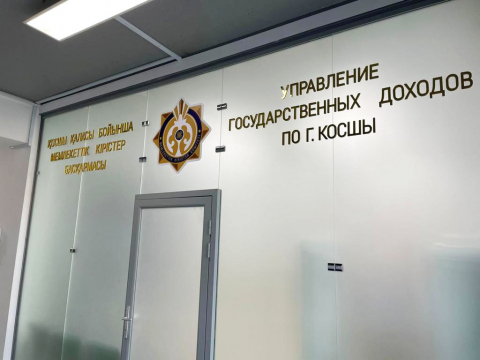 ҚОСШЫ ҚАЛАСЫ БОЙЫНША
МЕМЛЕКЕТТІК КІРІСТЕР
БАСҚАРМАСЫ
УПРАВЛЕНИЕ
ГОСУДАРСТВЕННЫХ ДОХОДОВ
ПО Г. КОСШЫ